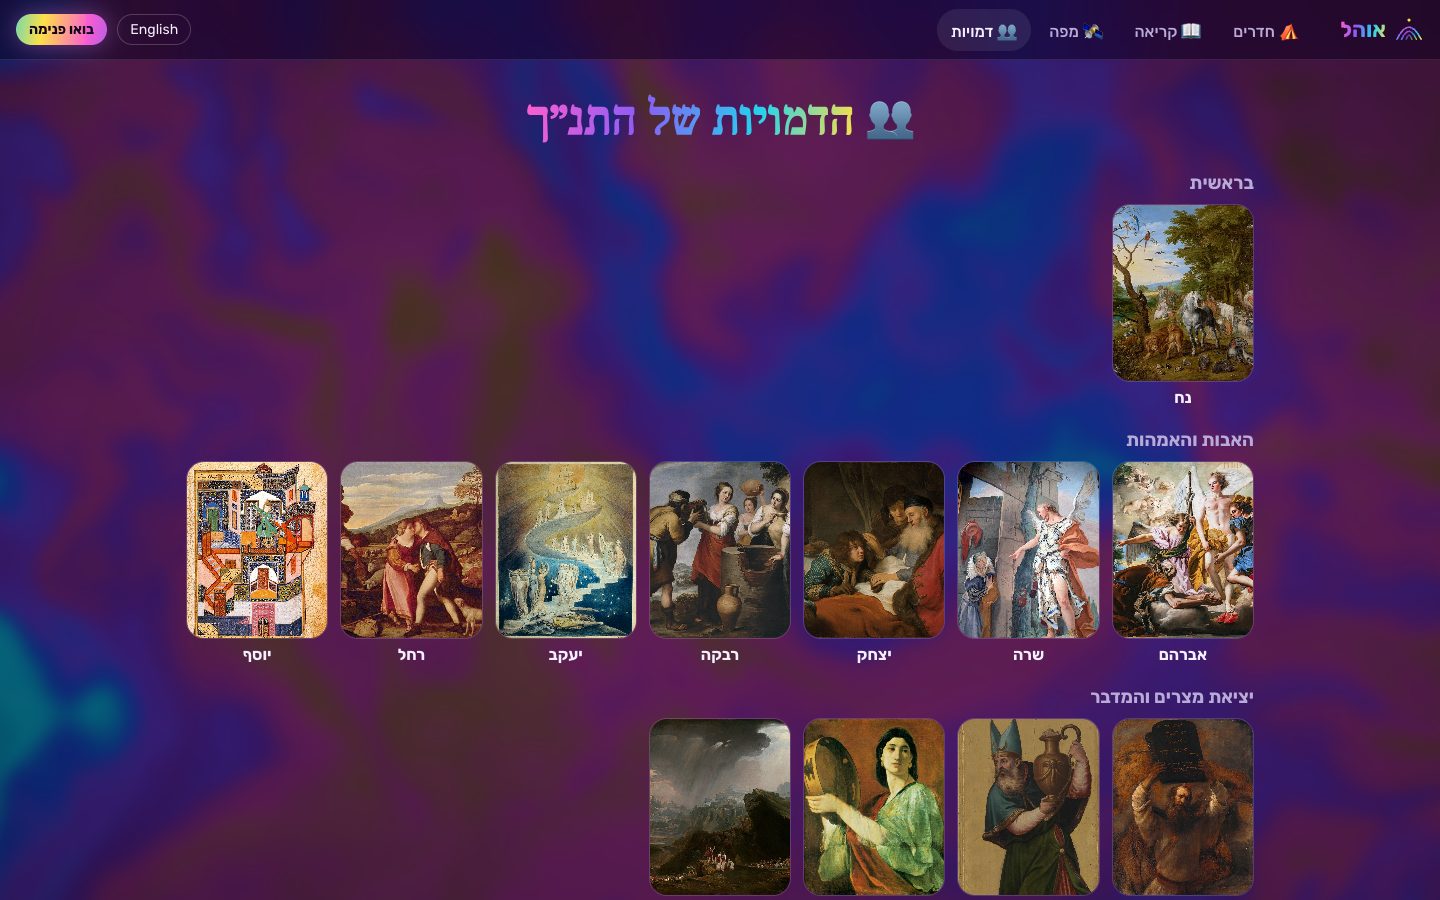 אוהל
חדרים
קריאה
מפה
דמויות
English
בואו פנימה
הדמויות של התנ״ך
בראשית
נח
האבות והאמהות
אברהם
שרה
יצחק
רבקה
יעקב
רחל
יוסף
יציאת מצרים והמדבר